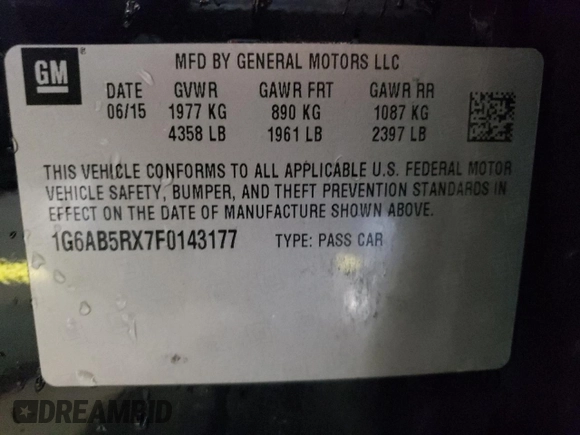 GM
MFD BY GENERAL MOTORS LLC
DATE GVWR GAWR FRT GAWR RR
06/15 1977 KG 890 KG 1087 KG
4358 LB 1961 LB 2397 LB
THIS VEHICLE CONFORMS TO ALL APPLICABLE U.S. FEDERAL MOTOR
VEHICLE SAFETY, BUMPER, AND THEFT PREVENTION STANDARDS IN
EFFECT ON THE DATE OF MANUFACTURE SHOWN ABOVE.
1G6AB5RX7F0143177 TYPE: PASS CAR
DREAMBID